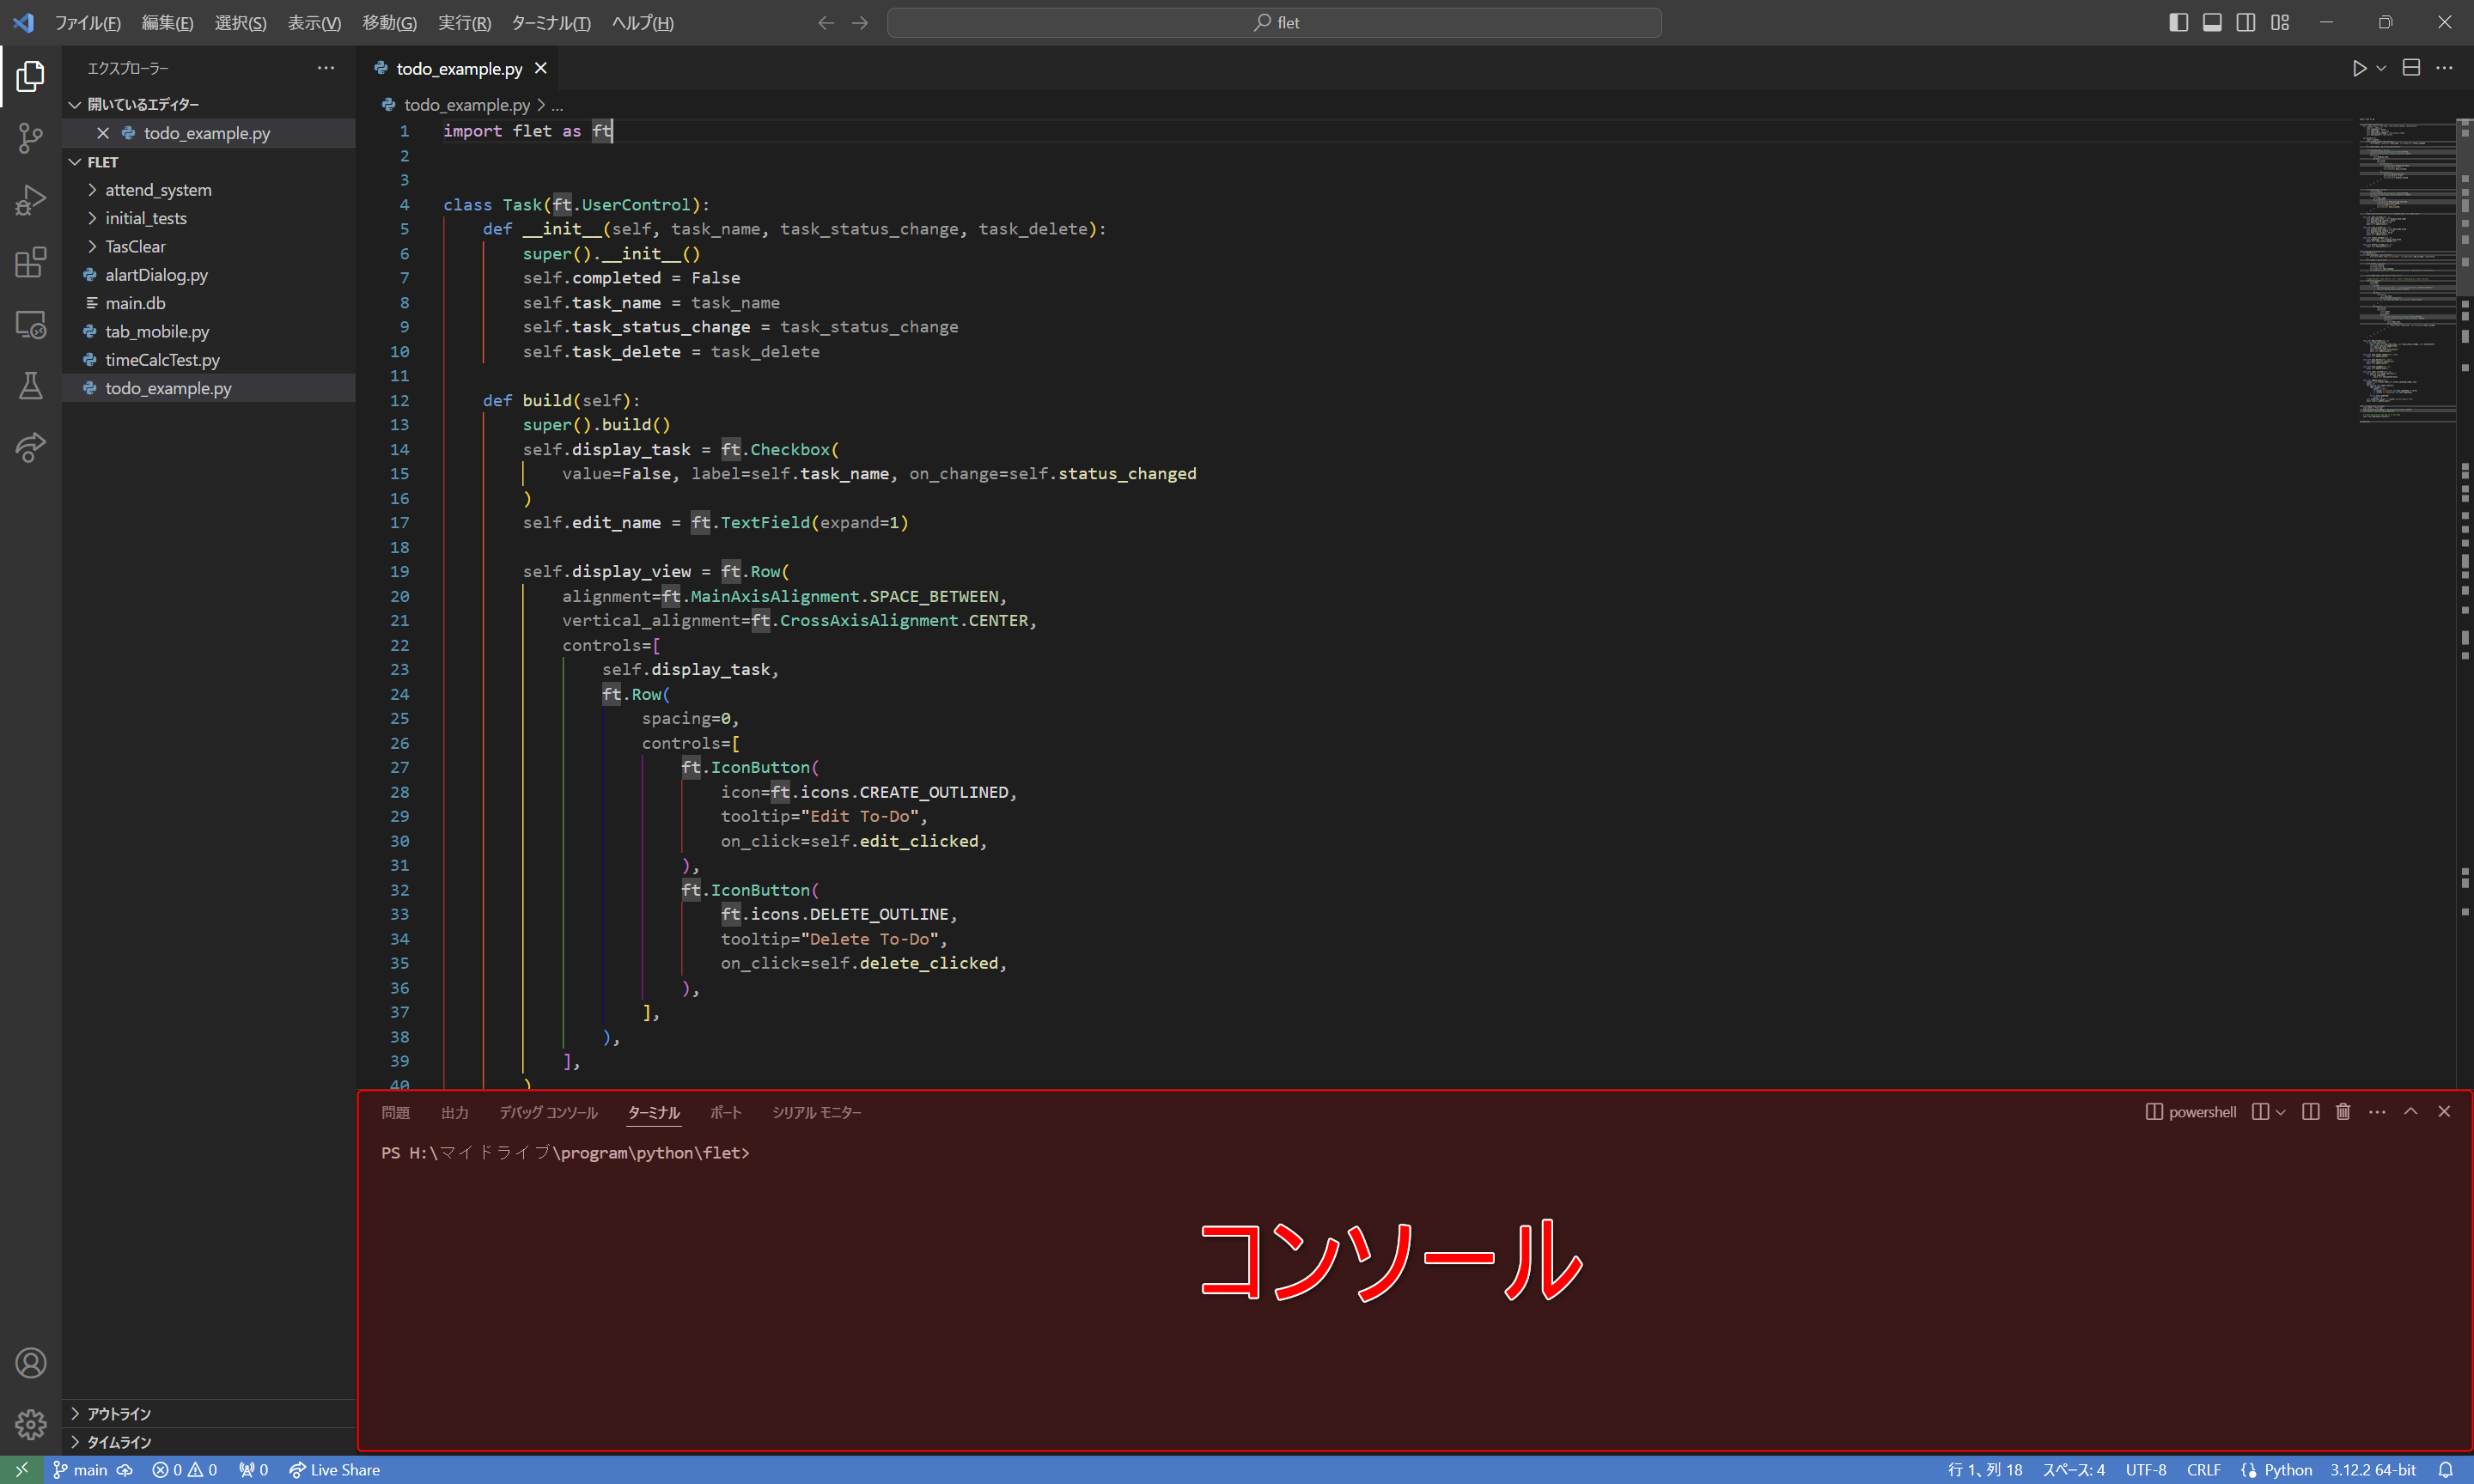 ファイル(F) 編集(E) 選択(S) 表示(V) 移動(G) 実行(R) ターミナル(T) ヘルプ(H) flet
エクスプローラー
開いているエディター
todo_example.py
FLET
attend_system
initial_tests
TasClear
alartDialog.py
main.db
tab_mobile.py
timeCalcTest.py
todo_example.py
アウトライン
タイムライン
todo_example.py
todo_example.py > ...
1 import flet as ft
2
3
4 class Task(ft.UserControl):
5     def __init__(self, task_name, task_status_change, task_delete):
6         super().__init__()
7         self.completed = False
8         self.task_name = task_name
9         self.task_status_change = task_status_change
10         self.task_delete = task_delete
11
12     def build(self):
13         super().build()
14         self.display_task = ft.Checkbox(
15             value=False, label=self.task_name, on_change=self.status_changed
16         )
17         self.edit_name = ft.TextField(expand=1)
18
19         self.display_view = ft.Row(
20             alignment=ft.MainAxisAlignment.SPACE_BETWEEN,
21             vertical_alignment=ft.CrossAxisAlignment.CENTER,
22             controls=[
23                 self.display_task,
24                 ft.Row(
25                     spacing=0,
26                     controls=[
27                         ft.IconButton(
28                             icon=ft.icons.CREATE_OUTLINED,
29                             tooltip="Edit To-Do",
30                             on_click=self.edit_clicked,
31                         ),
32                         ft.IconButton(
33                             ft.icons.DELETE_OUTLINE,
34                             tooltip="Delete To-Do",
35                             on_click=self.delete_clicked,
36                         ),
37                     ],
38                 ),
39             ],
40         )
問題 出力 デバッグ コンソール ターミナル ポート シリアル モニター powershell
PS H:\マイドライブ\program\python\flet>
コンソール
main 0 0 0 Live Share 行 1、列 18 スペース: 4 UTF-8 CRLF Python 3.12.2 64-bit